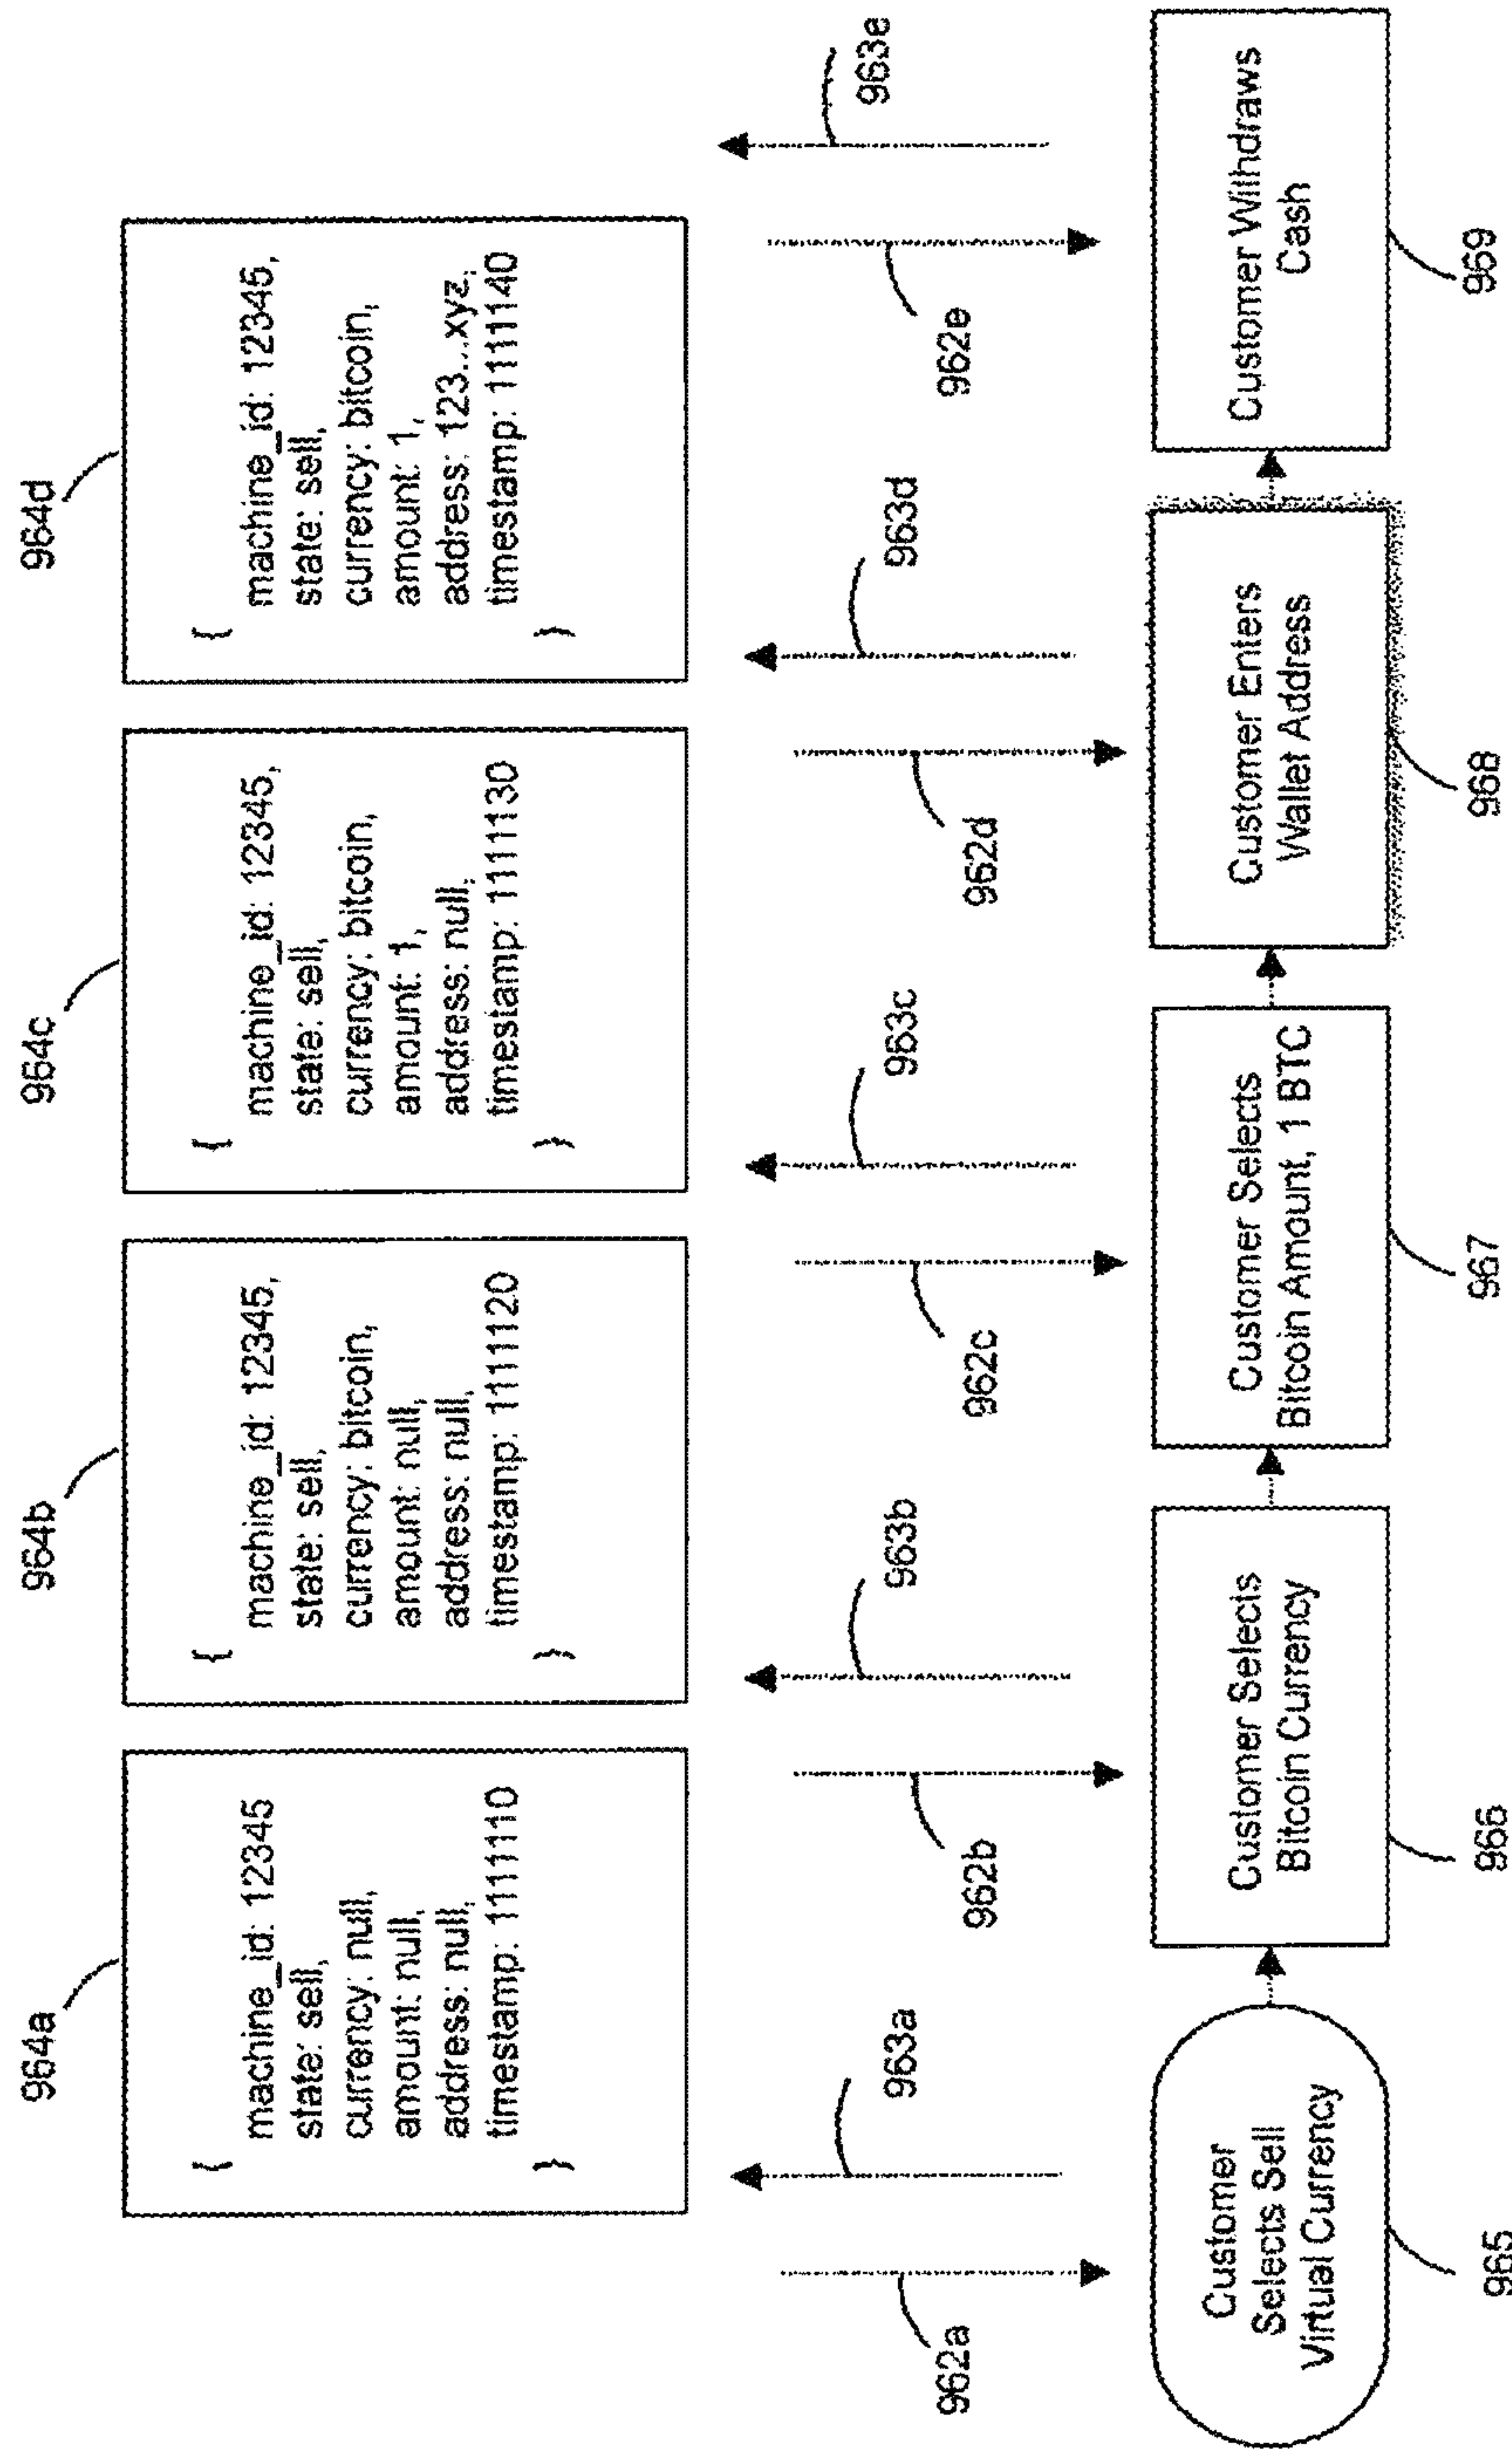 964a
{
machine_id: 12345
state: sell,
currency: null,
amount: null,
address: null,
timestamp: 1111110
}
964b
{
machine_id: 12345,
state: sell,
currency: bitcoin,
amount: null,
address: null,
timestamp: 1111120
}
964c
{
machine_id: 12345,
state: sell,
currency: bitcoin,
amount: 1,
address: null,
timestamp: 1111130
}
964d
{
machine_id: 12345,
state: sell,
currency: bitcoin,
amount: 1,
address: 123...xyz,
timestamp: 1111140
}
962a
963a
962b
963b
962c
963c
962d
963d
962e
963e
Customer
Selects Sell
Virtual Currency
965
Customer Selects
Bitcoin Currency
966
Customer Selects
Bitcoin Amount, 1 BTC
967
Customer Enters
Wallet Address
968
Customer Withdraws
Cash
969